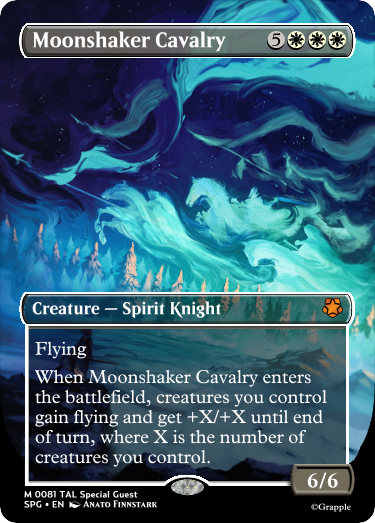 Moonshaker Cavalry 5
Creature — Spirit Knight
Flying
When Moonshaker Cavalry enters
the battlefield, creatures you control
gain flying and get +X/+X until end
of turn, where X is the number of
creatures you control.
6/6
M 0081 TAL Special Guest
SPG • EN Anato Finnstark
©Grapple